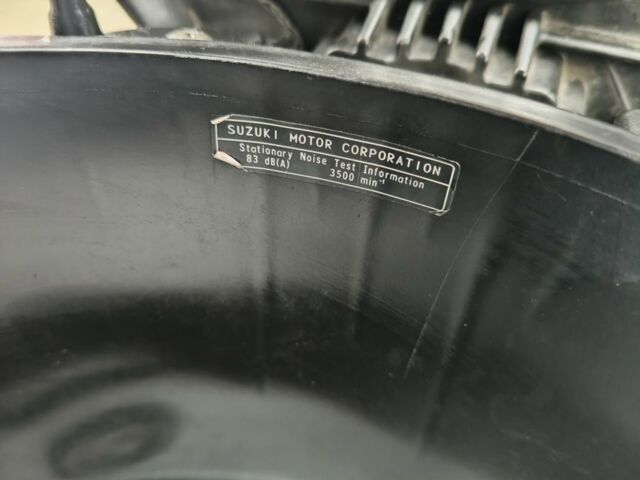 SUZUKI MOTOR CORPORATION
Stationary Noise Test Information
83 dB(A) 3500 min⁻¹